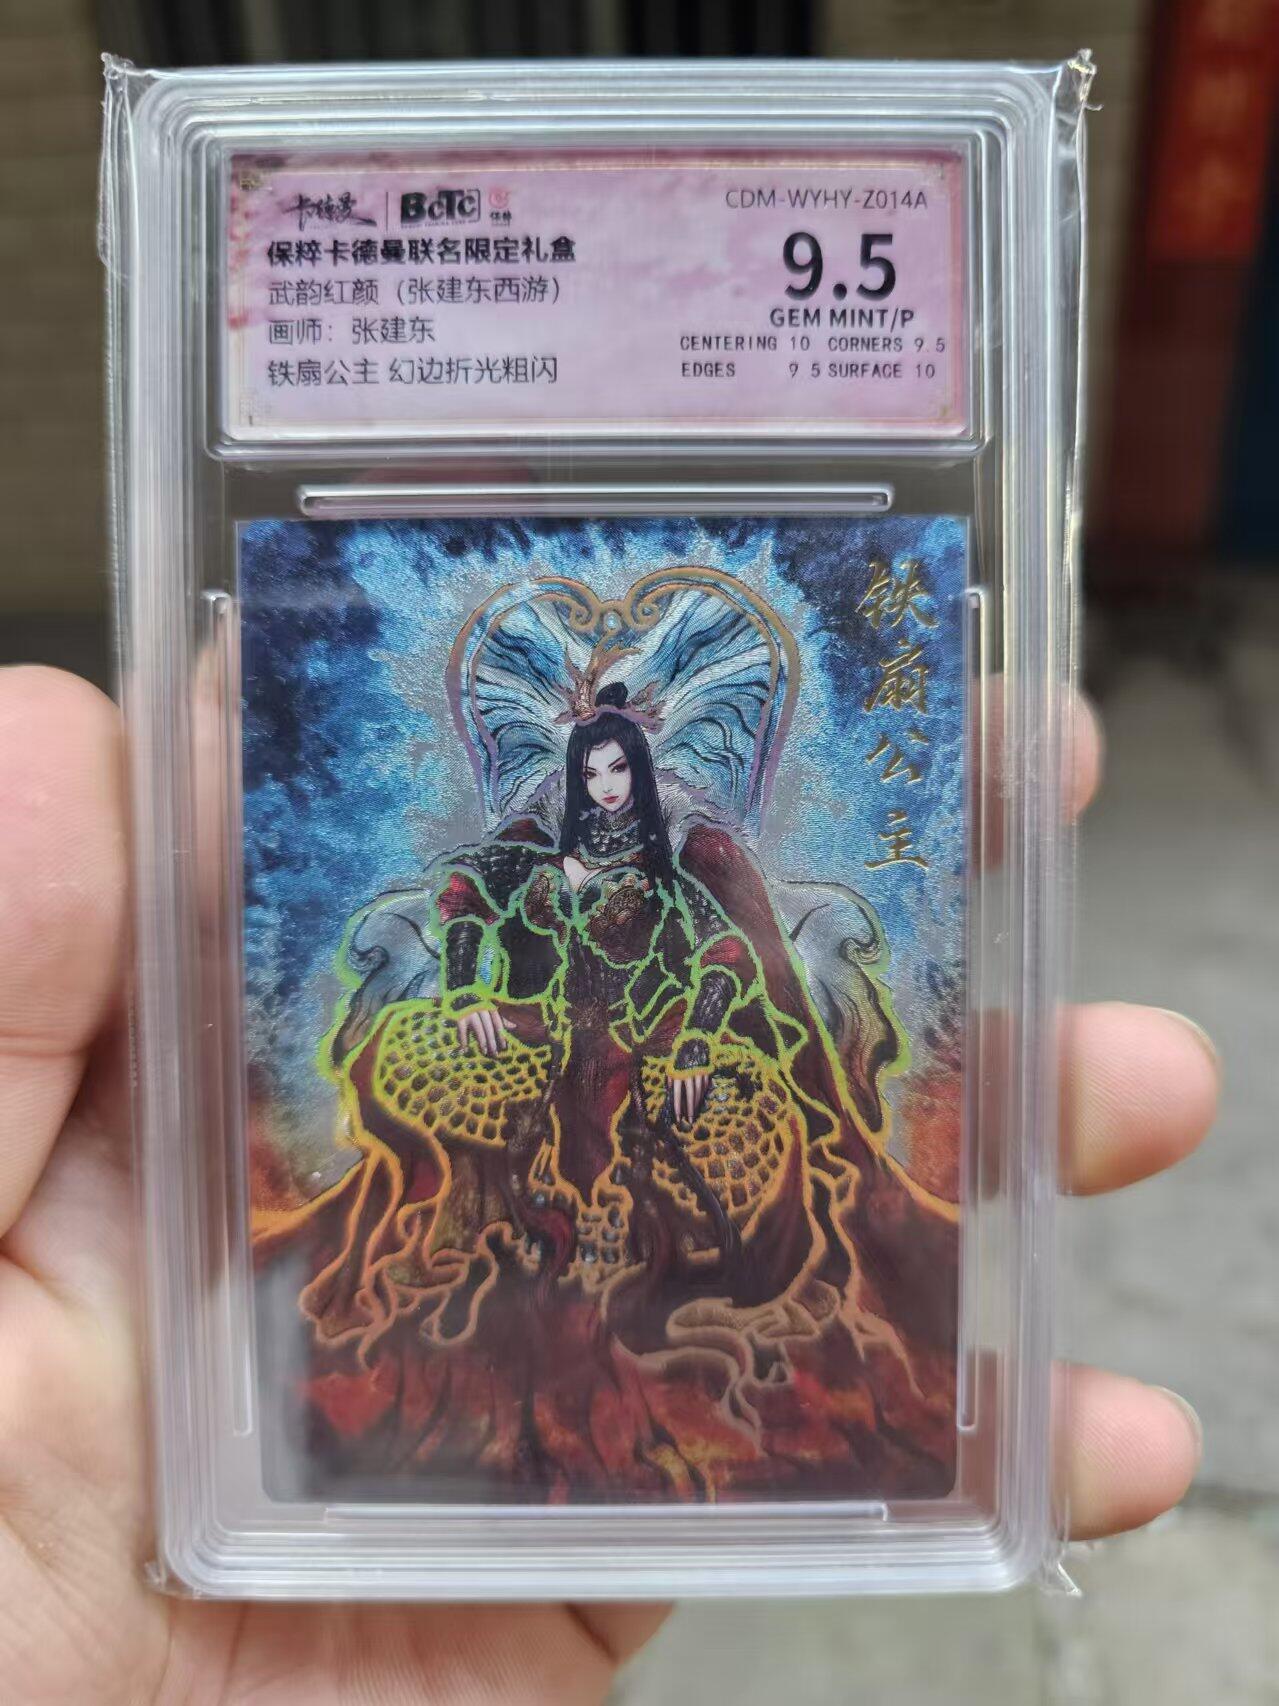 卡德曼 BCTC 保粹
CDM-WYHY-Z014A
保粹卡德曼联名限定礼盒
武韵红颜（张建东西游）
画师：张建东
铁扇公主 幻边折光粗闪
9.5
GEM MINT/P
CENTERING 10 CORNERS 9.5
EDGES 9.5 SURFACE 10
铁扇公主